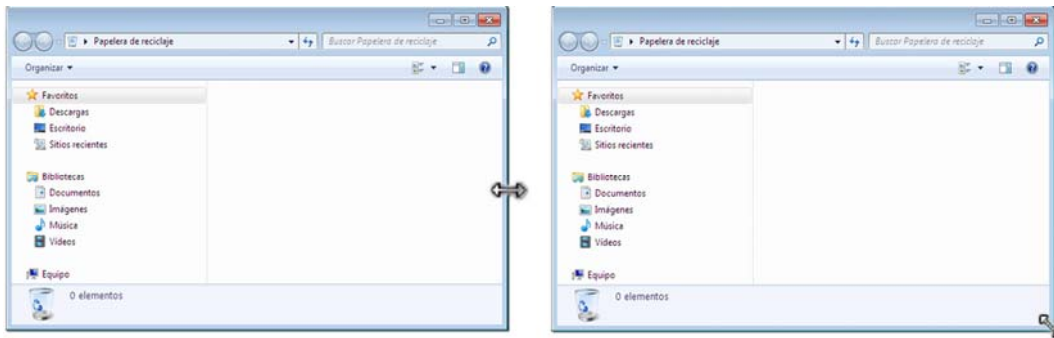 Papelera de reciclaje
Buscar Papelera de reciclaje
Organizar
Favoritos
Descargas
Escritorio
Sitios recientes
Bibliotecas
Documentos
Imágenes
Música
Vídeos
Equipo
0 elementos
Papelera de reciclaje
Buscar Papelera de reciclaje
Organizar
Favoritos
Descargas
Escritorio
Sitios recientes
Bibliotecas
Documentos
Imágenes
Música
Vídeos
Equipo
0 elementos